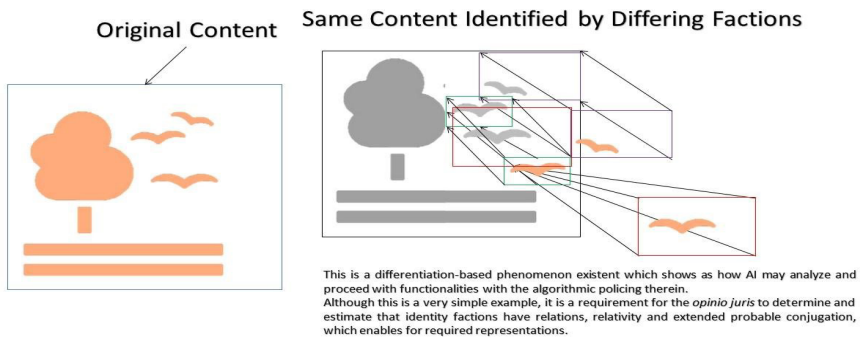 Original Content
Same Content Identified by Differing Factions
This is a differentiation-based phenomenon existent which shows as how AI may analyze and
proceed with functionalities with the algorithmic policing therein.
Although this is a very simple example, it is a requirement for the opinio juris to determine and
estimate that identity factions have relations, relativity and extended probable conjugation,
which enables for required representations.